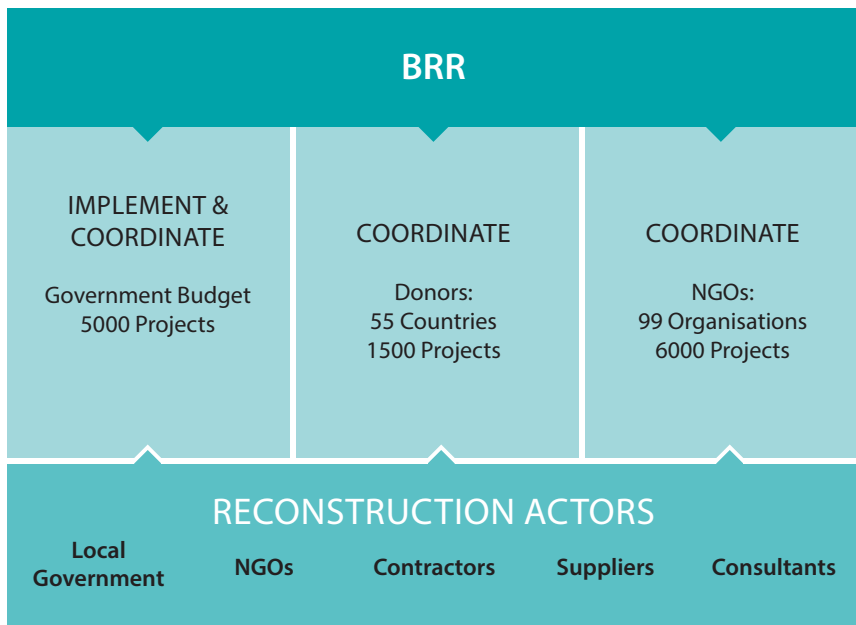 BRR
IMPLEMENT &
COORDINATE
Government Budget
5000 Projects
COORDINATE
Donors:
55 Countries
1500 Projects
COORDINATE
NGOs:
99 Organisations
6000 Projects
RECONSTRUCTION ACTORS
Local
Government
NGOs
Contractors
Suppliers
Consultants